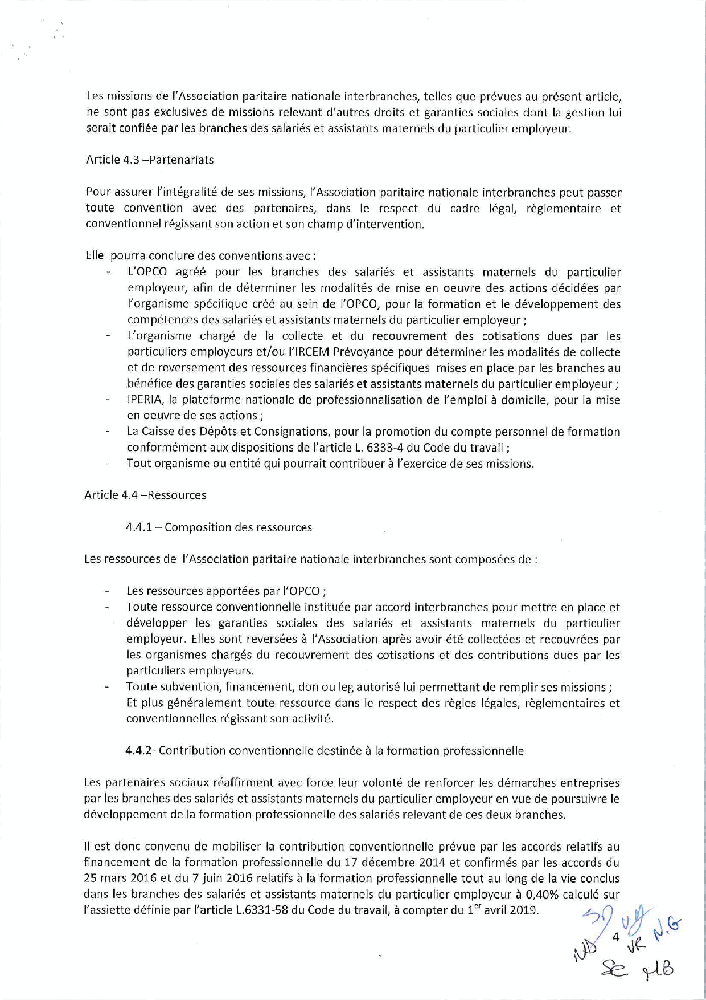 Les missions de l'Association paritaire nationale interbranches, telles que prévues au présent article,
ne sont pas exclusives de missions relevant d'autres droits et garanties sociales dont la gestion lui
serait confiée par les branches des salariés et assistants maternels du particulier employeur.
Article 4.3 –Partenariats
Pour assurer l'intégralité de ses missions, l'Association paritaire nationale interbranches peut passer
toute convention avec des partenaires, dans le respect du cadre légal, règlementaire et
conventionnel régissant son action et son champ d'intervention.
Elle pourra conclure des conventions avec :
- L'OPCO agréé pour les branches des salariés et assistants maternels du particulier
employeur, afin de déterminer les modalités de mise en oeuvre des actions décidées par
l'organisme spécifique créé au sein de l'OPCO, pour la formation et le développement des
compétences des salariés et assistants maternels du particulier employeur ;
- L'organisme chargé de la collecte et du recouvrement des cotisations dues par les
particuliers employeurs et/ou l'IRCEM Prévoyance pour déterminer les modalités de collecte
et de reversement des ressources financières spécifiques mises en place par les branches au
bénéfice des garanties sociales des salariés et assistants maternels du particulier employeur ;
- IPERIA, la plateforme nationale de professionnalisation de l'emploi à domicile, pour la mise
en oeuvre de ses actions ;
- La Caisse des Dépôts et Consignations, pour la promotion du compte personnel de formation
conformément aux dispositions de l'article L. 6333-4 du Code du travail ;
- Tout organisme ou entité qui pourrait contribuer à l'exercice de ses missions.
Article 4.4 –Ressources
4.4.1 – Composition des ressources
Les ressources de l'Association paritaire nationale interbranches sont composées de :
- Les ressources apportées par l'OPCO ;
- Toute ressource conventionnelle instituée par accord interbranches pour mettre en place et
développer les garanties sociales des salariés et assistants maternels du particulier
employeur. Elles sont reversées à l'Association après avoir été collectées et recouvrées par
les organismes chargés du recouvrement des cotisations et des contributions dues par les
particuliers employeurs.
- Toute subvention, financement, don ou leg autorisé lui permettant de remplir ses missions ;
Et plus généralement toute ressource dans le respect des règles légales, règlementaires et
conventionnelles régissant son activité.
4.4.2- Contribution conventionnelle destinée à la formation professionnelle
Les partenaires sociaux réaffirment avec force leur volonté de renforcer les démarches entreprises
par les branches des salariés et assistants maternels du particulier employeur en vue de poursuivre le
développement de la formation professionnelle des salariés relevant de ces deux branches.
Il est donc convenu de mobiliser la contribution conventionnelle prévue par les accords relatifs au
financement de la formation professionnelle du 17 décembre 2014 et confirmés par les accords du
25 mars 2016 et du 7 juin 2016 relatifs à la formation professionnelle tout au long de la vie conclus
dans les branches des salariés et assistants maternels du particulier employeur à 0,40% calculé sur
l'assiette définie par l'article L.6331-58 du Code du travail, à compter du 1er avril 2019.
N.G
4
ND VR
SE